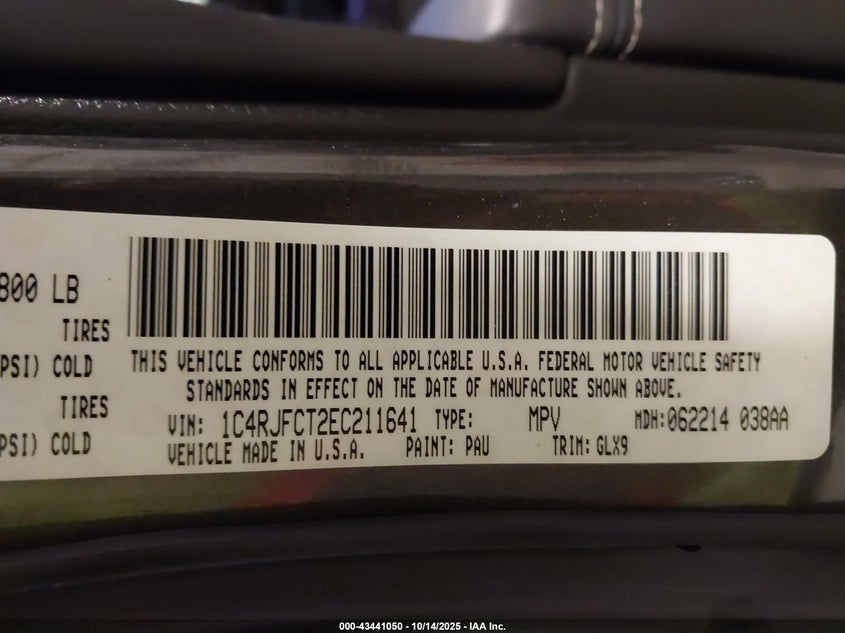 800 LB
TIRES
PSI) COLD
TIRES
PSI) COLD
THIS VEHICLE CONFORMS TO ALL APPLICABLE U.S.A. FEDERAL MOTOR VEHICLE SAFETY
STANDARDS IN EFFECT ON THE DATE OF MANUFACTURE SHOWN ABOVE.
VIN: 1C4RJFCT2EC211641 TYPE: MPV MDH:062214 038AA
VEHICLE MADE IN U.S.A. PAINT: PAU TRIM: GLX9
000-43441050 - 10/14/2025 - IAA Inc.